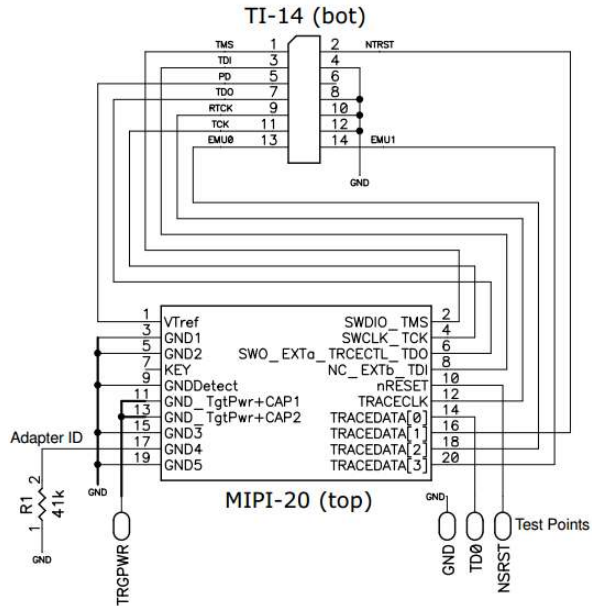 TI-14 (bot)
TMS 1 2 NTRST
TDI 3 4
PD 5 6
TDO 7 8
RTCK 9 10
TCK 11 12
EMU0 13 14 EMU1
GND
1 VTref SWDIO_TMS 2
3 GND1 SWCLK_TCK 4
5 GND2 SWO_EXTa_TRCECTL_TDO 6
7 KEY NC_EXTb_TDI 8
9 GNDDetect nRESET 10
11 GND_TgtPwr+CAP1 TRACECLK 12
13 GND_TgtPwr+CAP2 TRACEDATA[0] 14
15 GND3 TRACEDATA[1] 16
Adapter ID 17 GND4 TRACEDATA[2] 18
19 GND5 TRACEDATA[3] 20
GND
MIPI-20 (top)
GND
R1
41k
2
1
GND
TRGPWR
GND
TD0
NSRST
Test Points